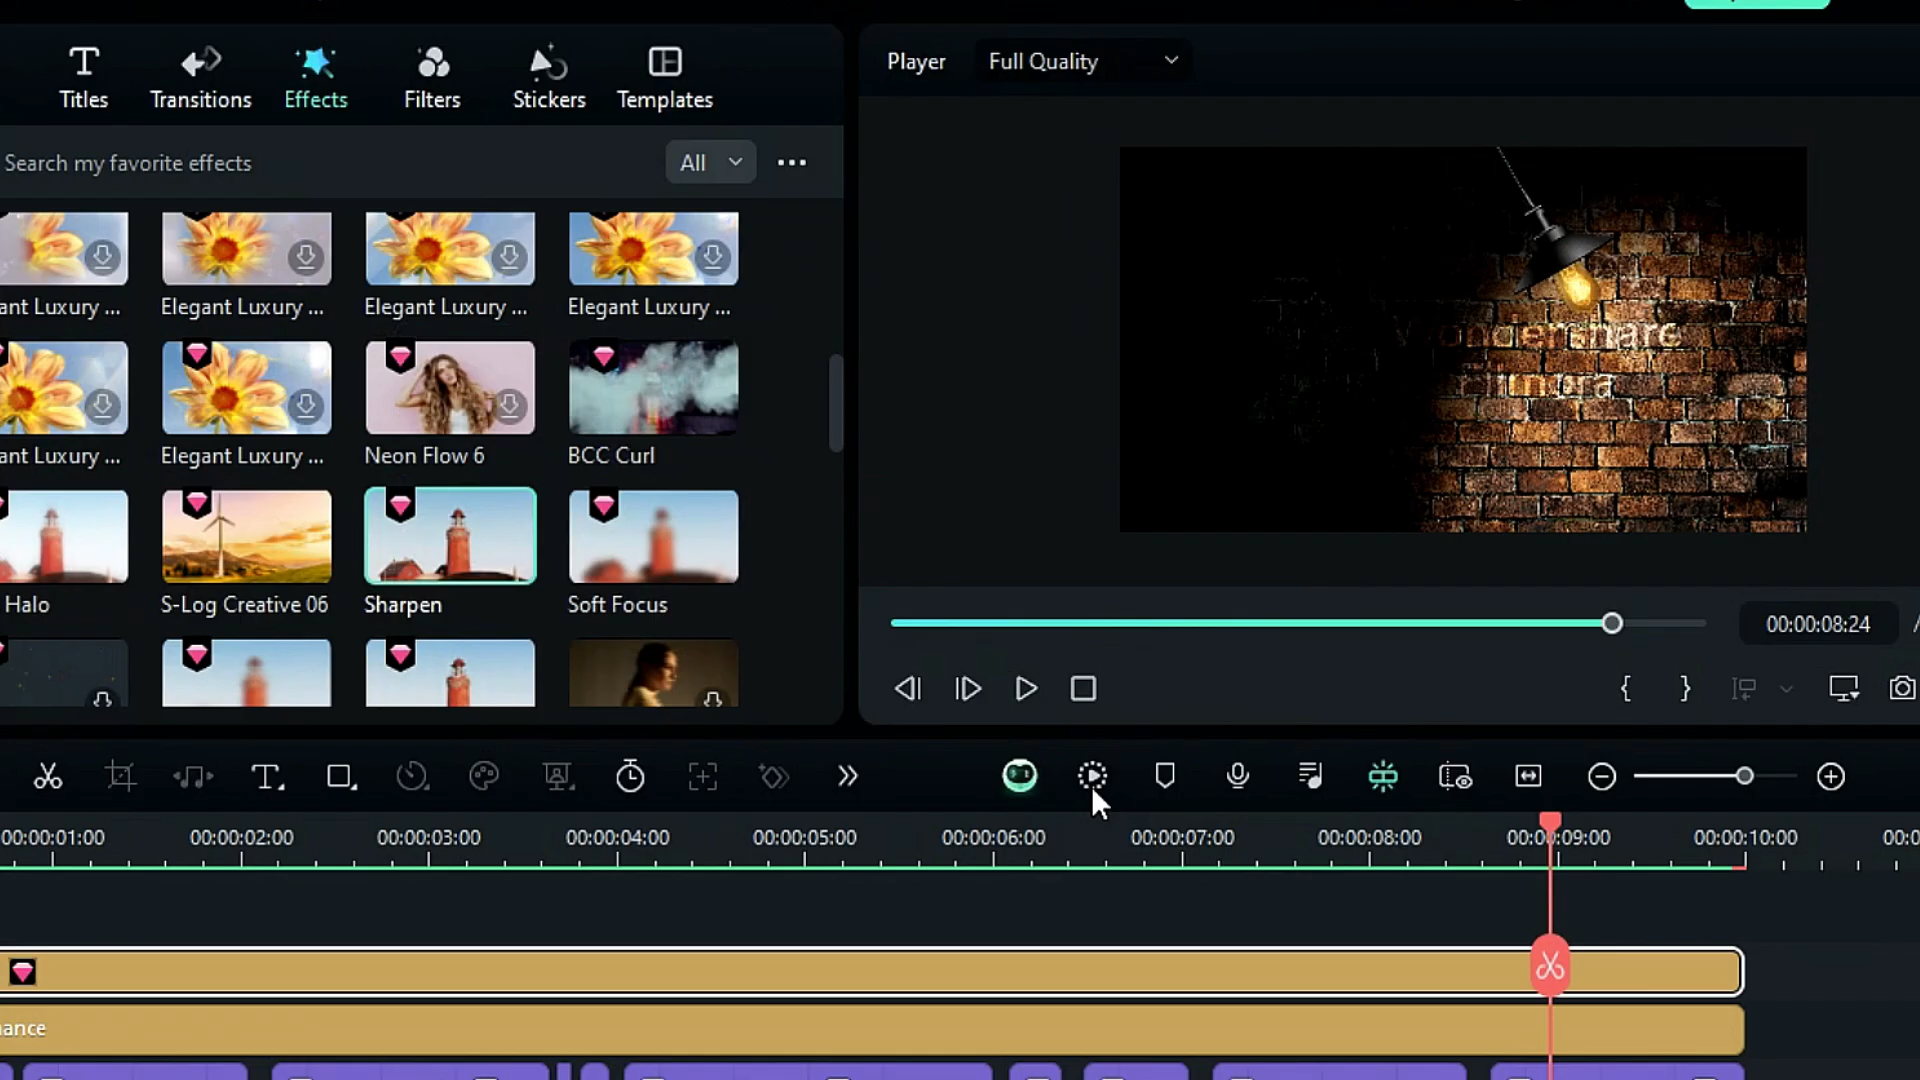 Titles
Transitions
Effects
Filters
Stickers
Templates
Player
Full Quality
Search my favorite effects
All
ant Luxury ...
Elegant Luxury ...
Elegant Luxury ...
Elegant Luxury ...
ant Luxury ...
Elegant Luxury ...
Neon Flow 6
BCC Curl
Halo
S-Log Creative 06
Sharpen
Soft Focus
Wondershare
filmora
00:00:08:24
/
{ }
00:00:01:00
00:00:02:00
00:00:03:00
00:00:04:00
00:00:05:00
00:00:06:00
00:00:07:00
00:00:08:00
00:00:09:00
00:00:10:00
00:0
ance